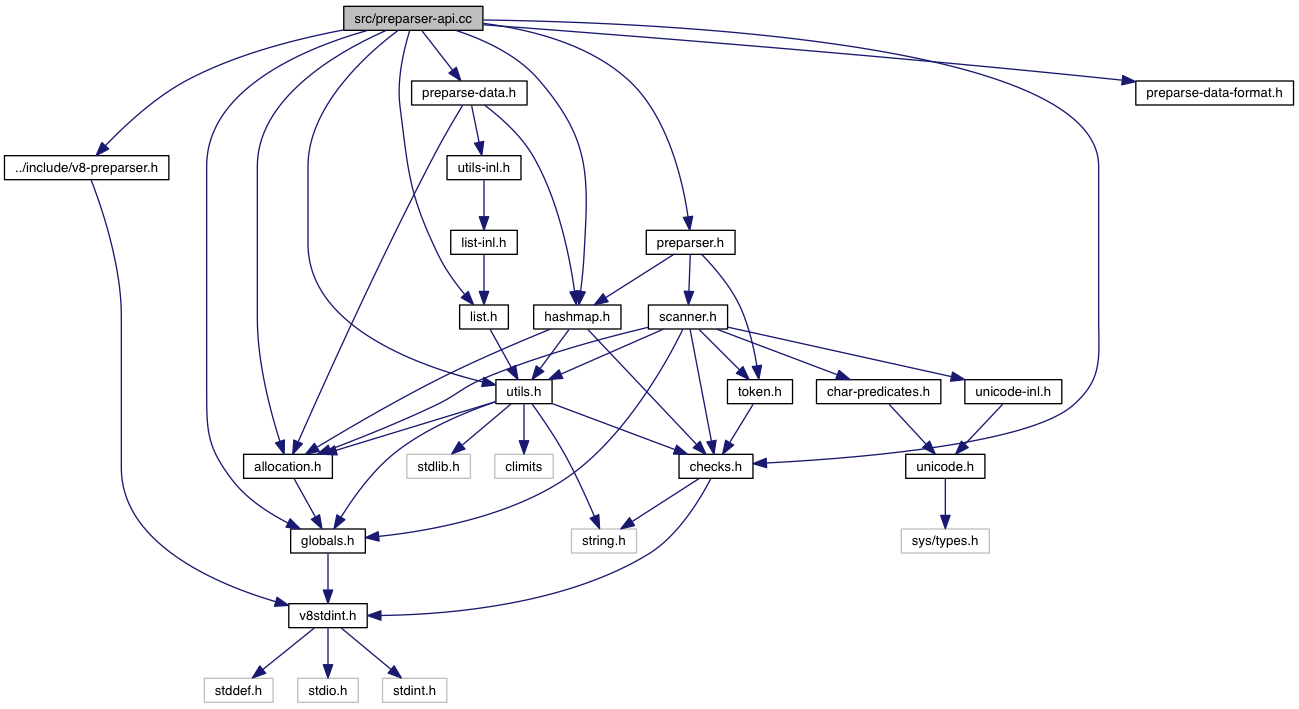 src/preparser-api.cc
preparse-data.h
preparse-data-format.h
../include/v8-preparser.h
utils-inl.h
list-inl.h
preparser.h
list.h
hashmap.h
scanner.h
utils.h
token.h
char-predicates.h
unicode-inl.h
allocation.h
stdlib.h
climits
checks.h
unicode.h
globals.h
string.h
sys/types.h
v8stdint.h
stddef.h
stdio.h
stdint.h